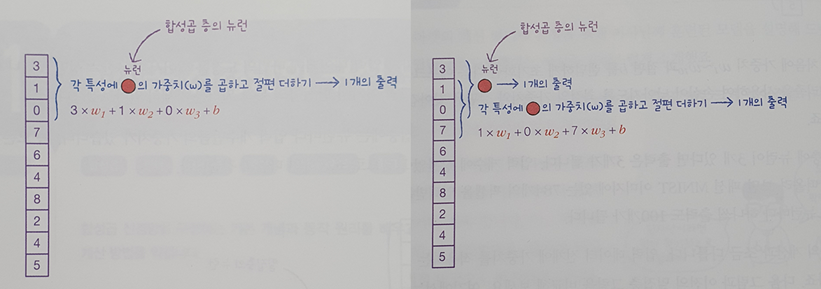 합성곱 층의 뉴런
뉴런
3
1
0
7
6
4
8
2
4
5
각 특성에 의 가중치(w)를 곱하고 절편 더하기 → 1개의 출력
3 × w₁ + 1 × w₂ + 0 × w₃ + b
합성곱 층의 뉴런
뉴런
3
1
0
7
6
4
8
2
4
5
→ 1개의 출력
각 특성에 의 가중치(w)를 곱하고 절편 더하기 → 1개의 출력
1 × w₁ + 0 × w₂ + 7 × w₃ + b